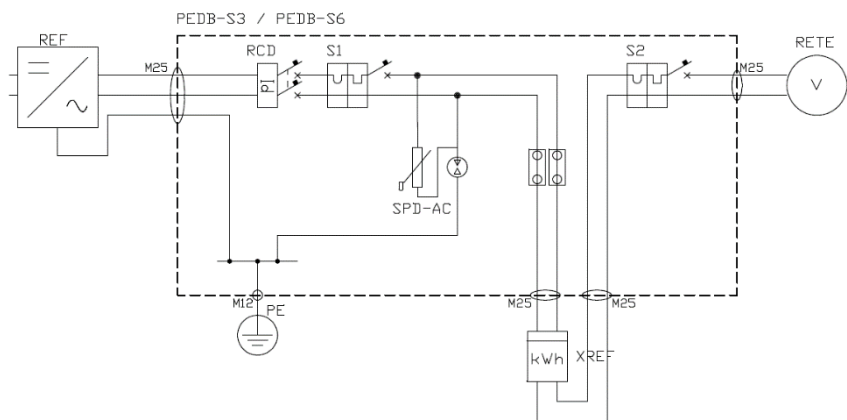 PEDB-S3 / PEDB-S6
REF
RCD
S1
S2
RETE
M25
M25
PI
V
SPD-AC
M12
PE
M25
M25
kWh
XREF